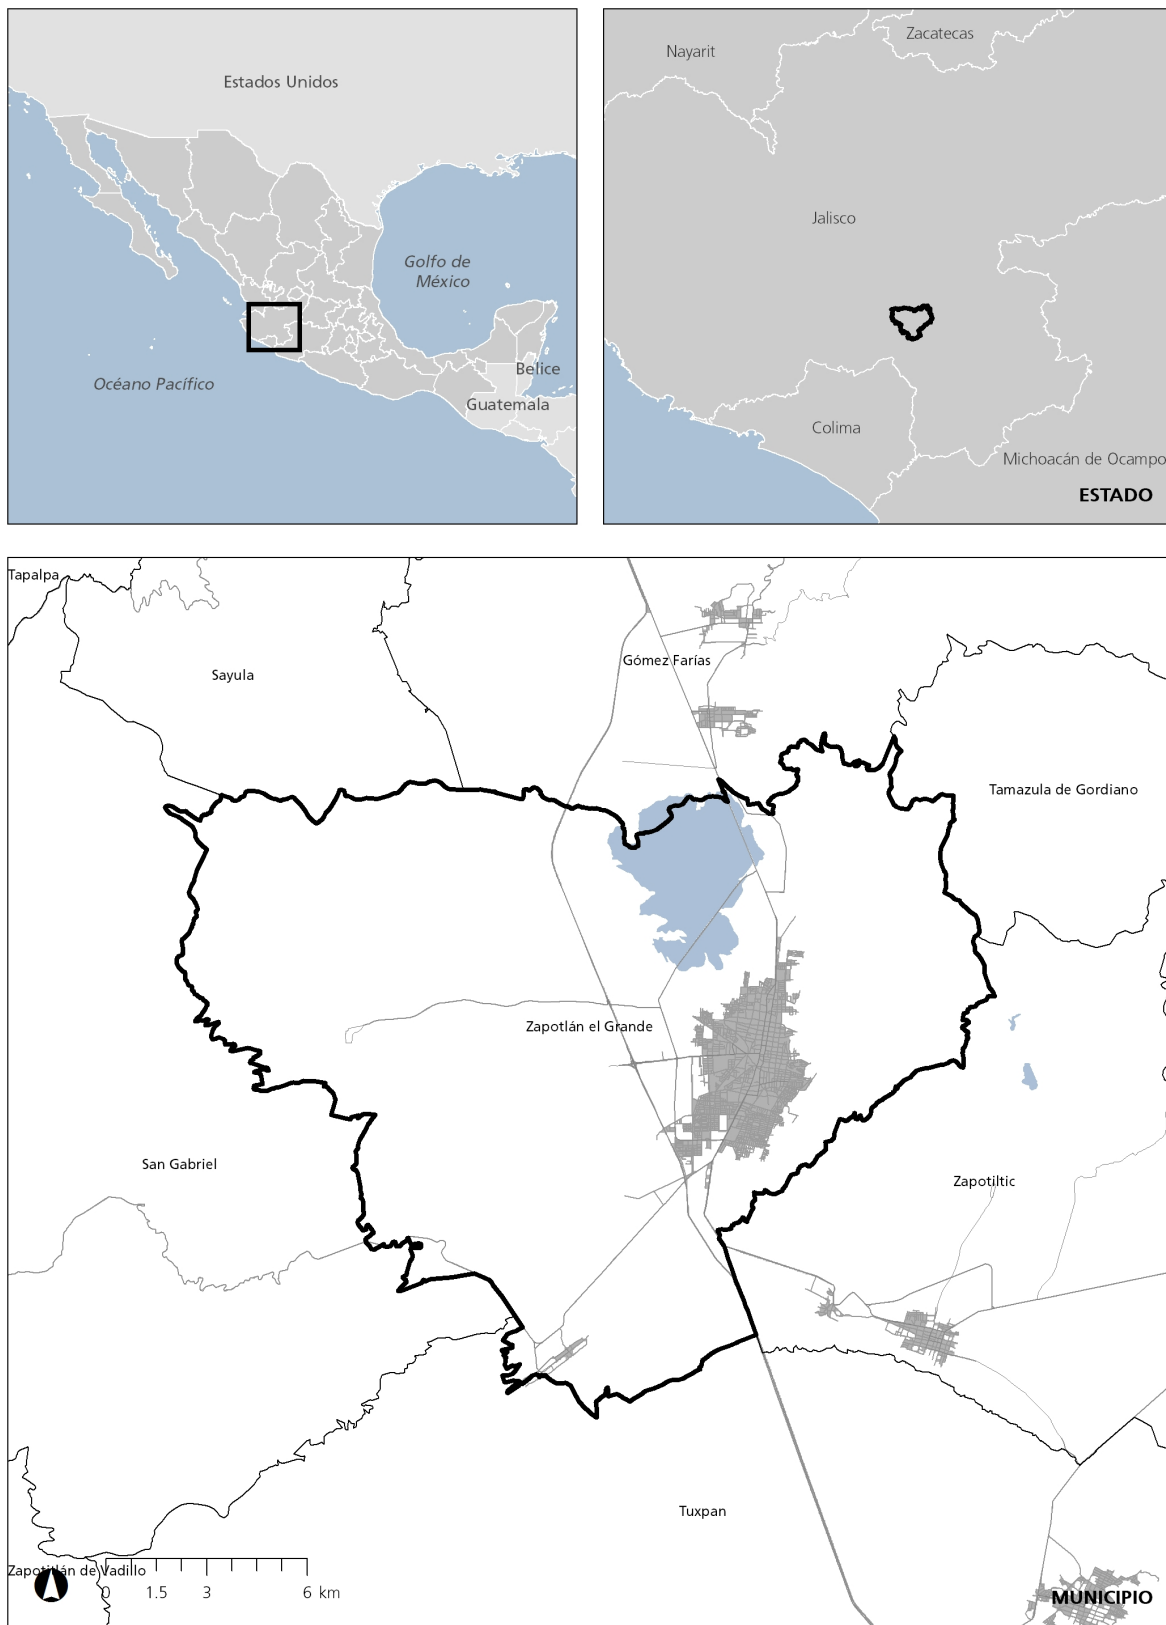 Estados Unidos
Golfo de
México
Océano Pacífico
Belice
Guatemala
Zacatecas
Nayarit
Jalisco
Colima
Michoacán de Ocampo
ESTADO
Tapalpa
Sayula
Gómez Farías
Tamazula de Gordiano
Zapotlán el Grande
San Gabriel
Zapotiltic
Tuxpan
Zapotitlán de Vadillo
0 1.5 3 6 km
MUNICIPIO